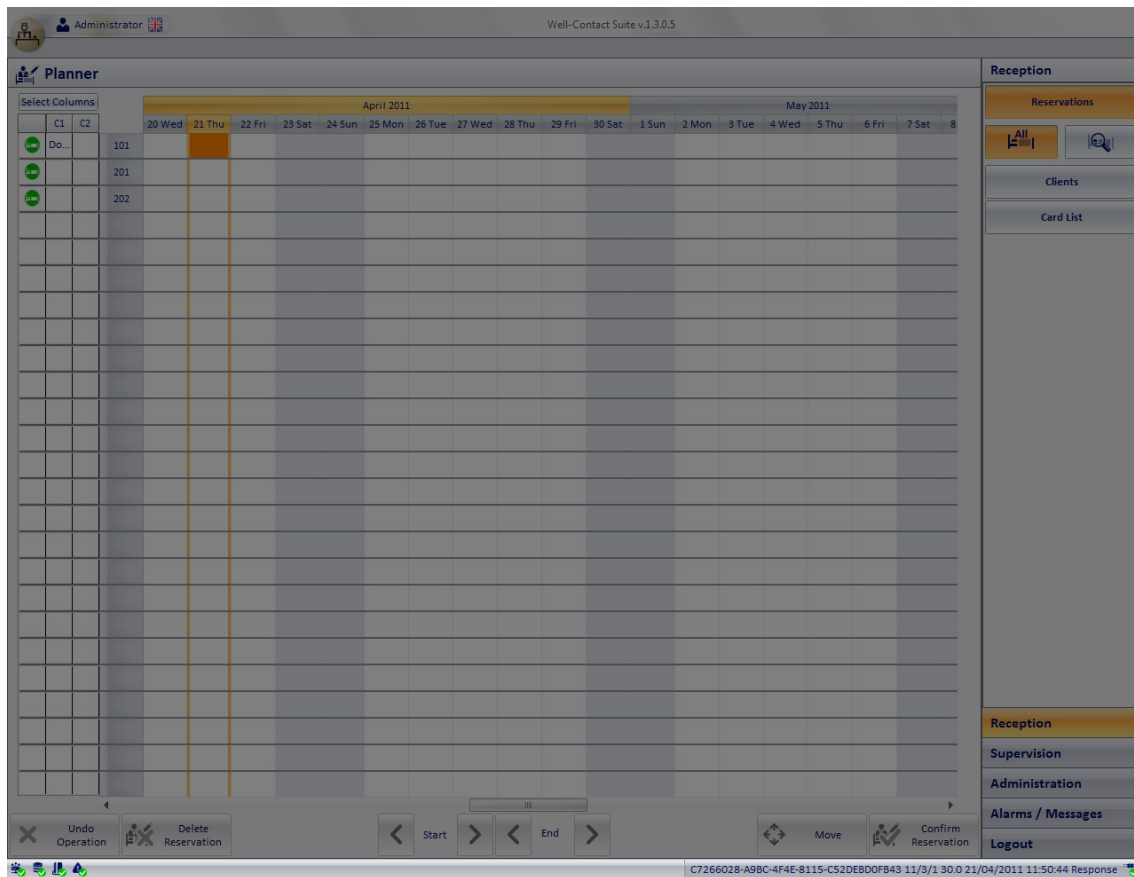 Administrator
Well-Contact Suite v.1.3.0.5
Planner
Select Columns
April 2011
May 2011
C1 C2
20 Wed 21 Thu 22 Fri 23 Sat 24 Sun 25 Mon 26 Tue 27 Wed 28 Thu 29 Fri 30 Sat 1 Sun 2 Mon 3 Tue 4 Wed 5 Thu 6 Fri 7 Sat 8
Do... 101
201
202
Undo
Operation
Delete
Reservation
Start
End
Move
Confirm
Reservation
Reception
Reservations
All
Clients
Card List
Reception
Supervision
Administration
Alarms / Messages
Logout
C7266028-A9BC-4F4E-8115-C52DEBD0FB43 11/3/1 30.0 21/04/2011 11:50:44 Response